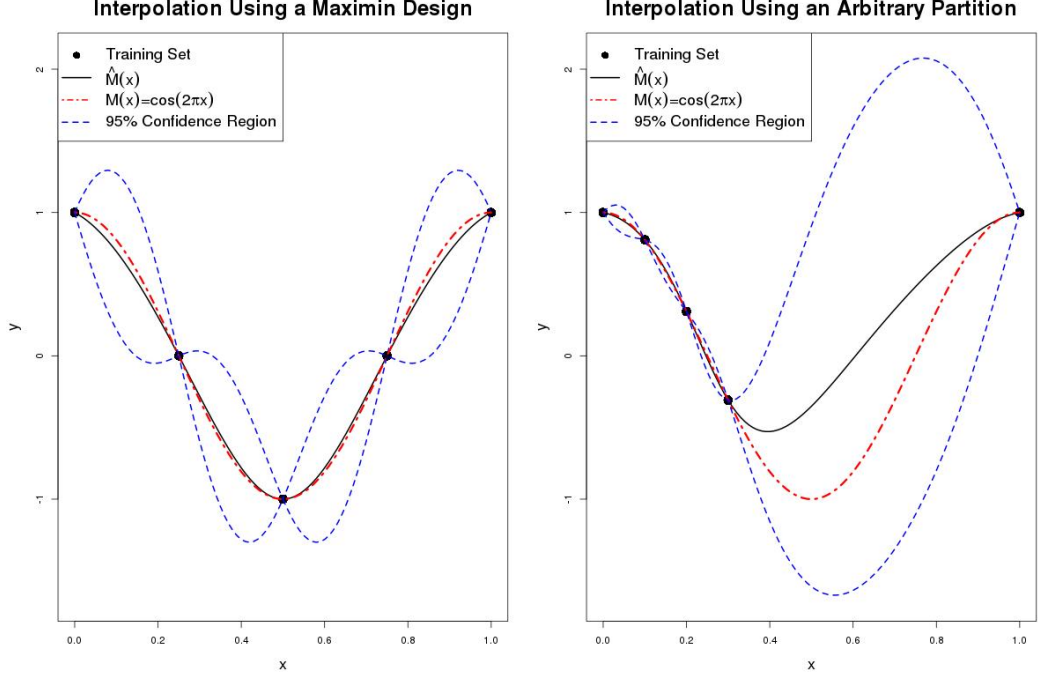 Interpolation Using a Maximin Design
Training Set
M̂(x)
M(x)=cos(2πx)
95% Confidence Region
2
1
0
-1
y
0.0 0.2 0.4 0.6 0.8 1.0
x
Interpolation Using an Arbitrary Partition
Training Set
M̂(x)
M(x)=cos(2πx)
95% Confidence Region
2
1
0
-1
y
0.0 0.2 0.4 0.6 0.8 1.0
x